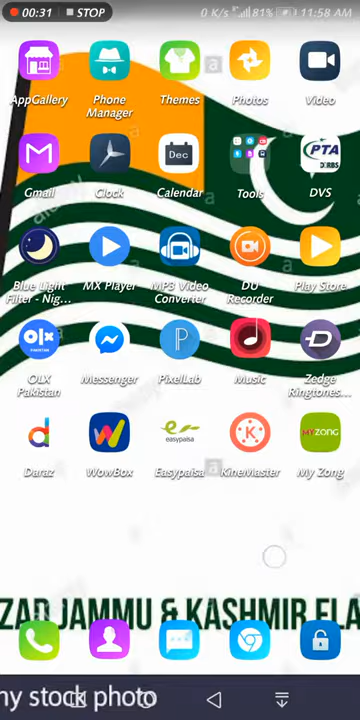 00:31 STOP 0 K/s 81% 11:58 AM
AppGallery Phone Manager Themes Photos Video
Dec
PTA
DIRBS
Gmail Clock Calendar Tools DVS
Blue Light Filter - Nig... MX Player MP3 Video Converter DU Recorder Play Store
OLX
OLX Pakistan Messenger PixelLab Music Zedge Ringtones...
easypaisa
MY ZONG
Daraz WowBox Easypaisa KineMaster My Zong
ZAD JAMMU & KASHMIR FLA
my stock photo